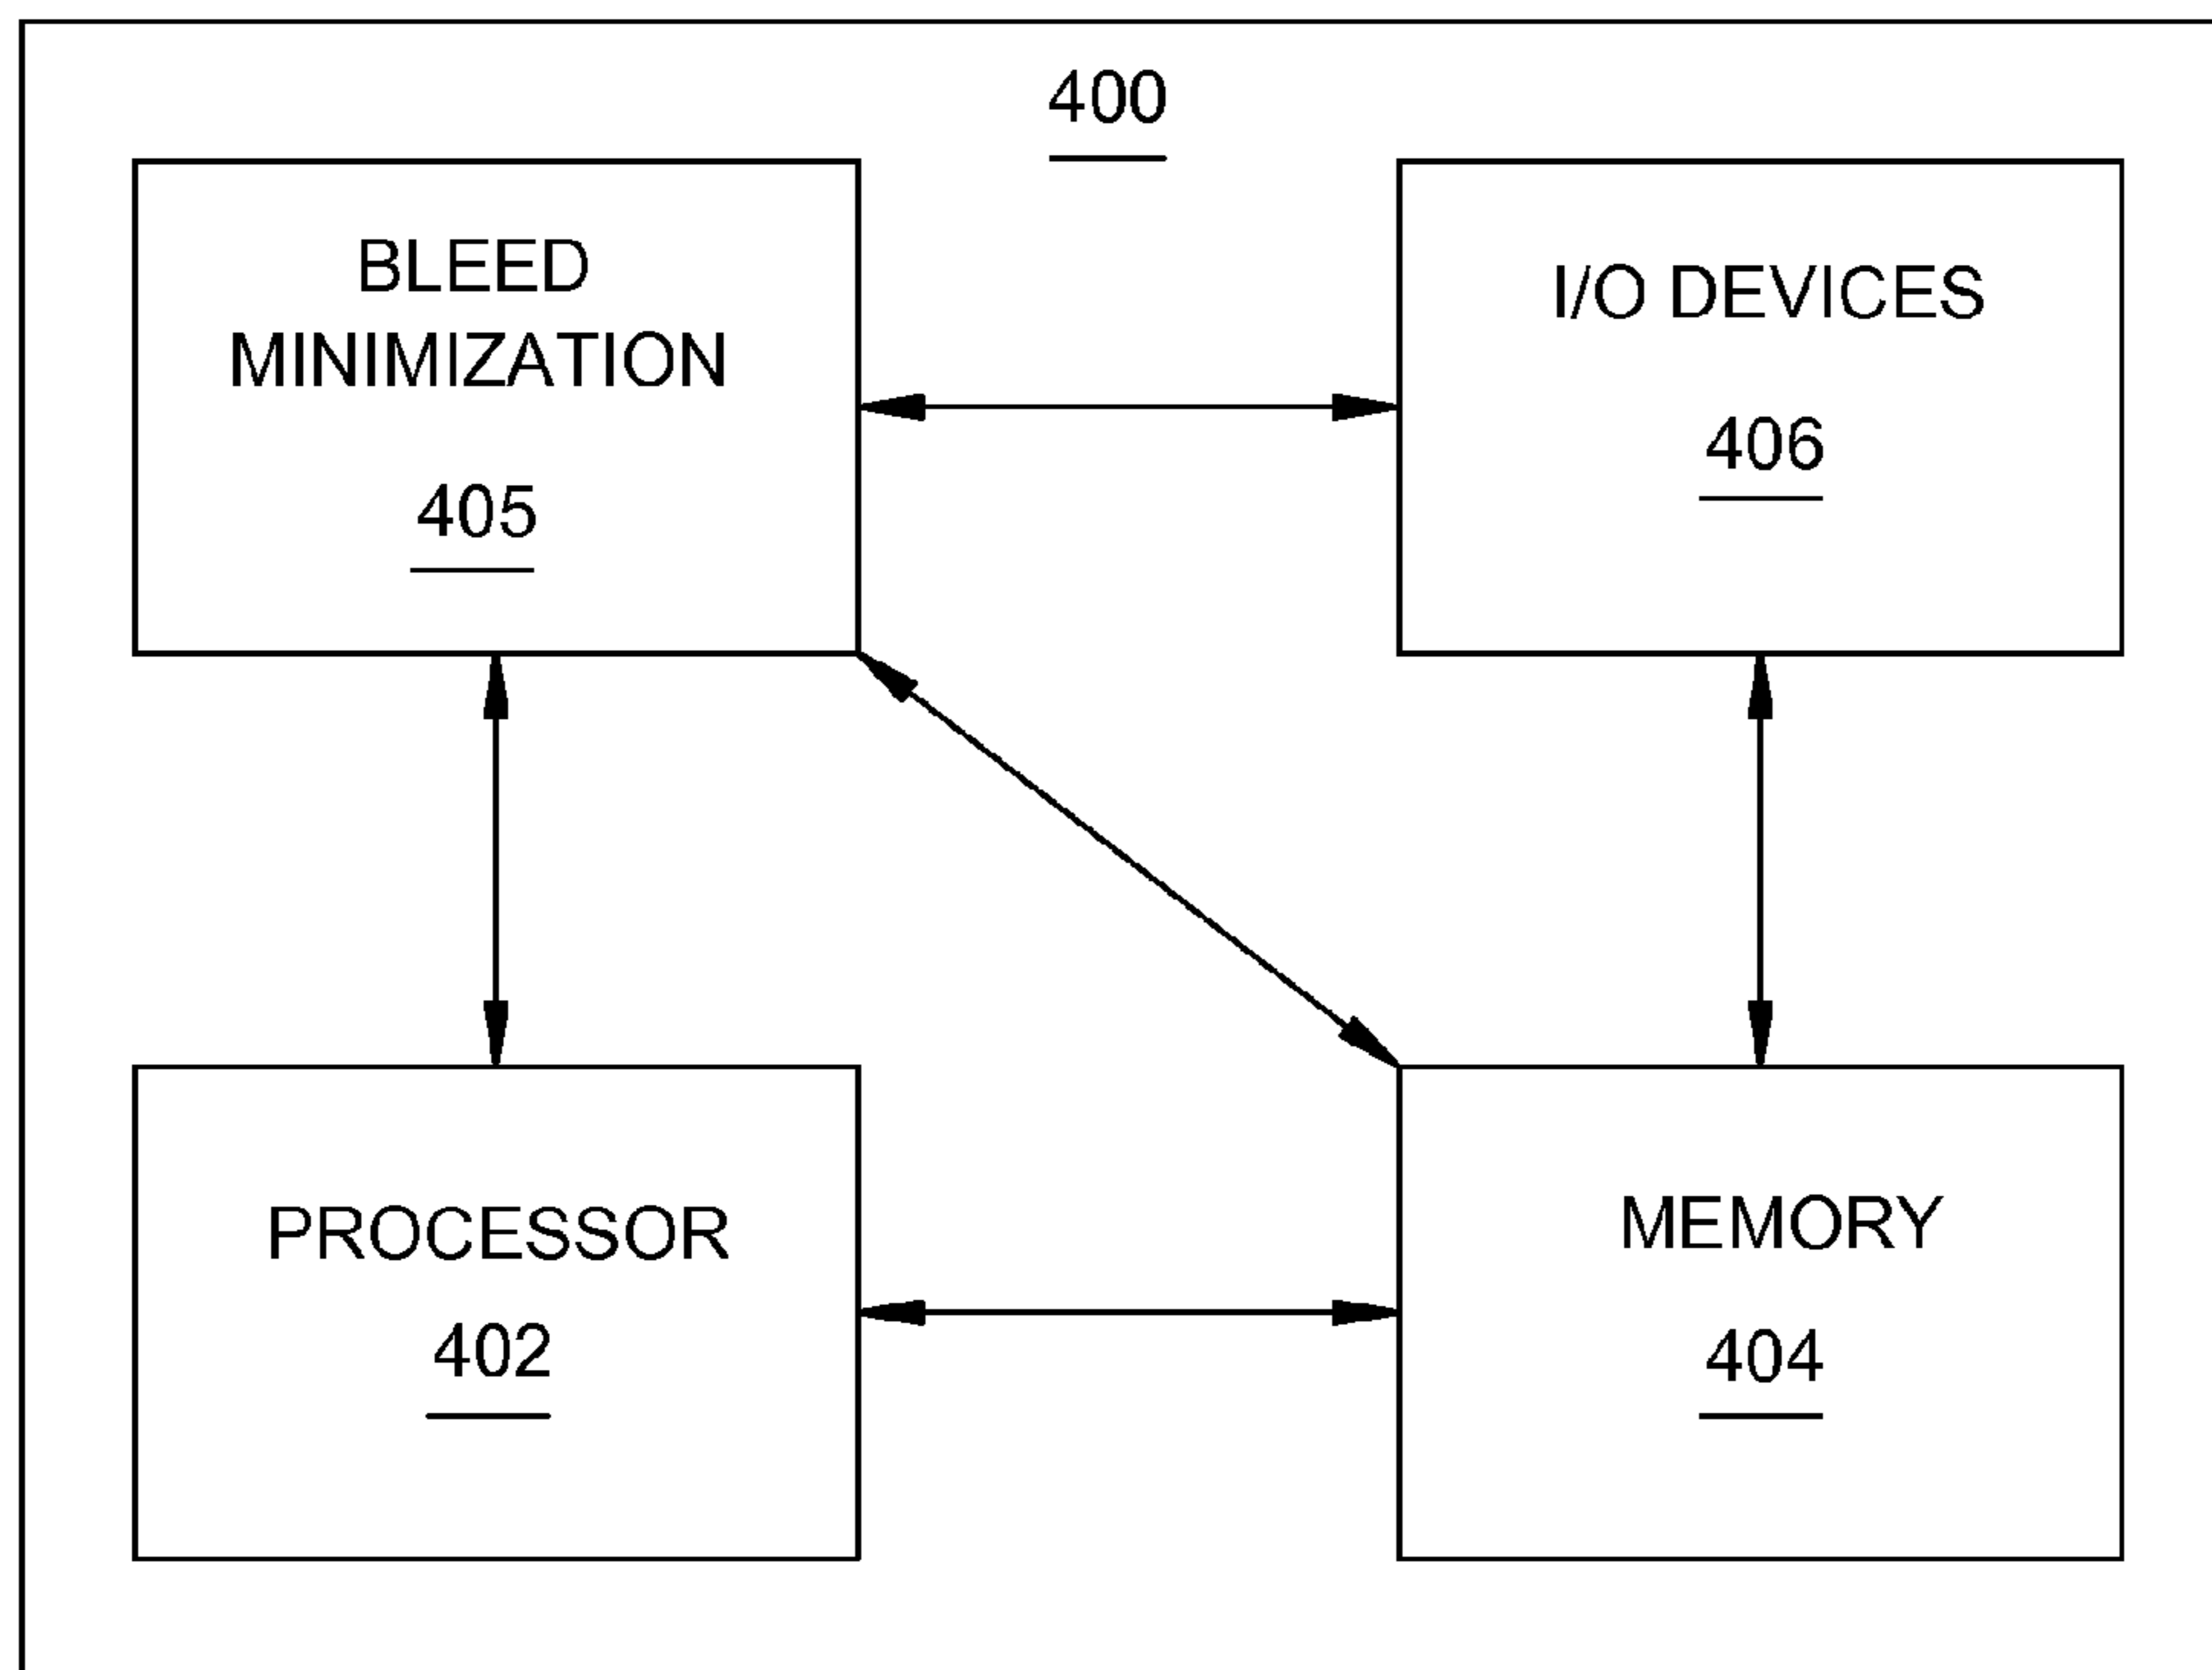 400
BLEED
MINIMIZATION
405
I/O DEVICES
406
PROCESSOR
402
MEMORY
404